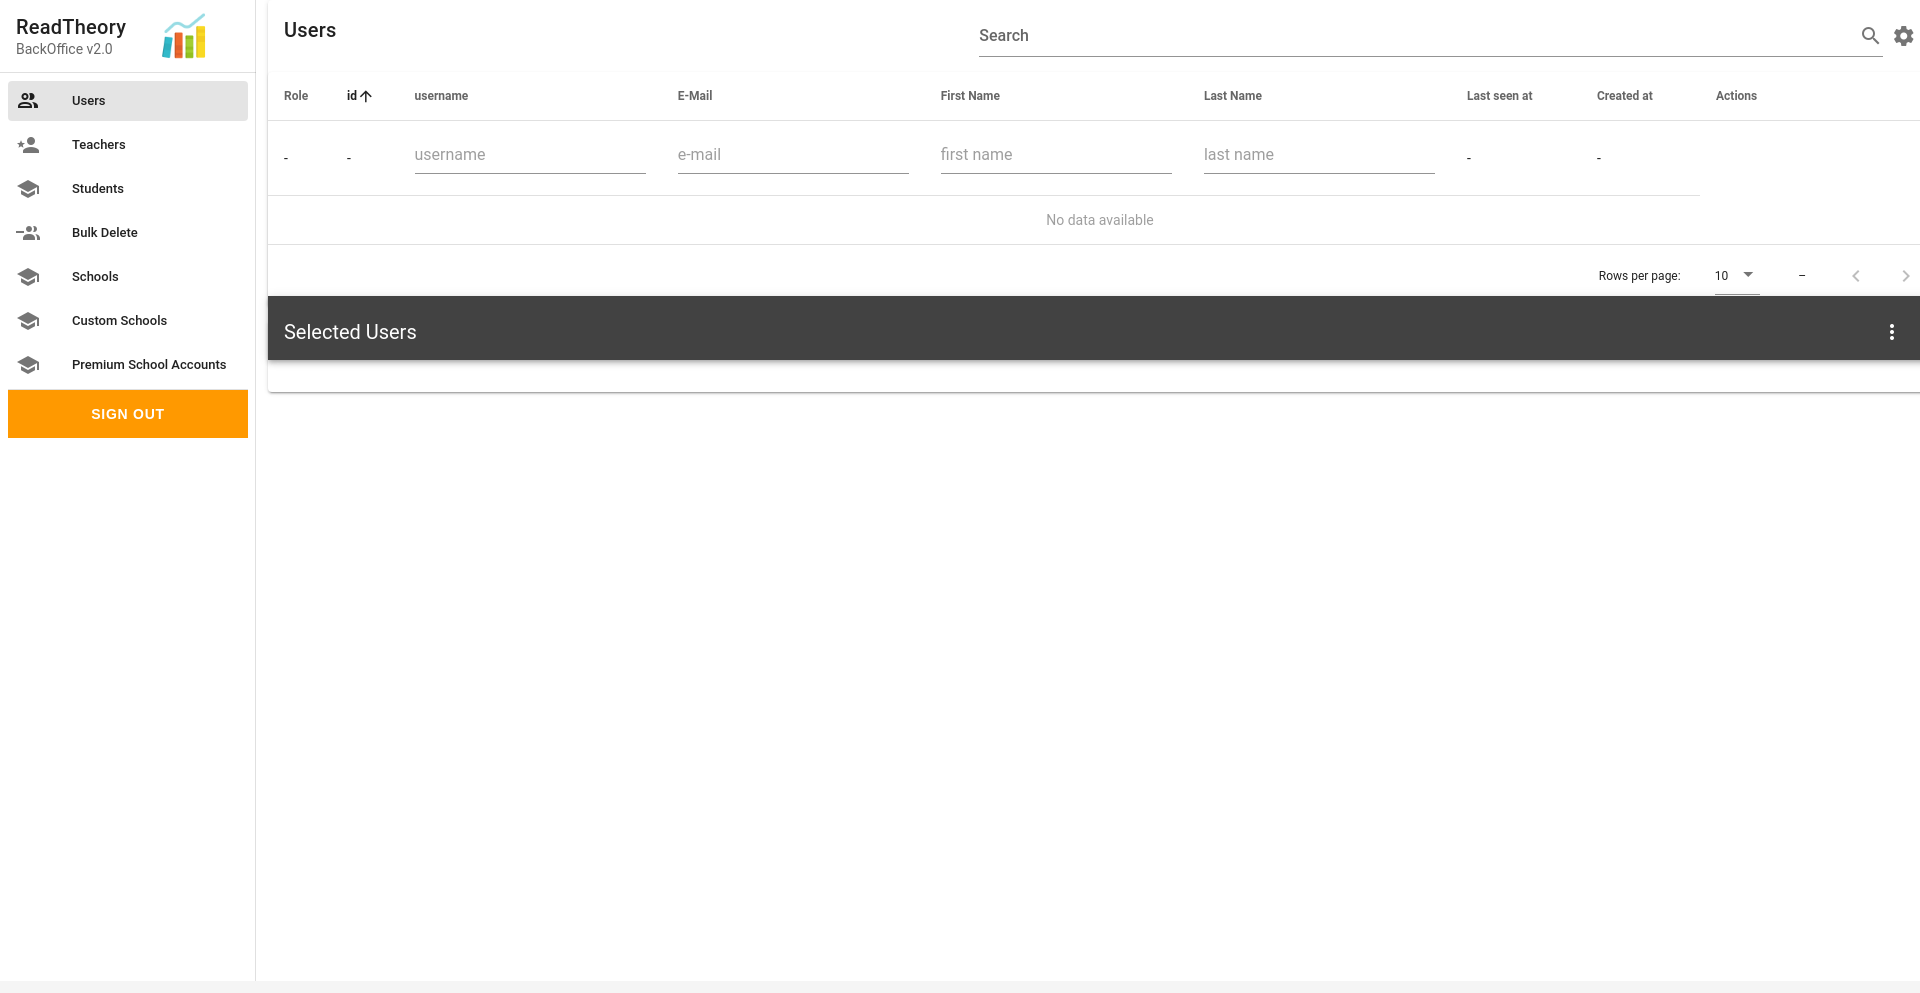 ReadTheory
BackOffice v2.0
Users
Teachers
Students
Bulk Delete
Schools
Custom Schools
Premium School Accounts
SIGN OUT
Users
Search
Role id username E-Mail First Name Last Name Last seen at Created at Actions
- - username e-mail first name last name - -
No data available
Rows per page: 10 –
Selected Users